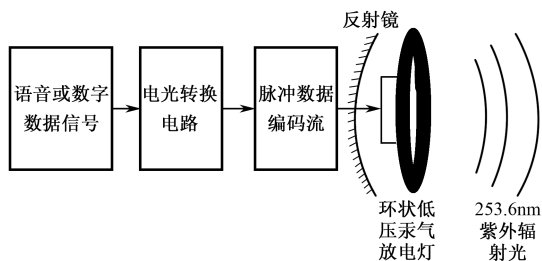 反射镜
语音或数字
数据信号
电光转换
电路
脉冲数据
编码流
环状低
压汞气
放电灯
253.6nm
紫外辐
射光